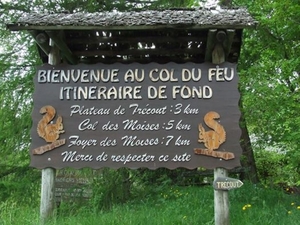 BIENVENUE AU COL DU FEU
ITINERAIRE DE FOND
Plateau de Trécout : 3 km
Col des Moises : 5 km
Foyer des Moises : 7 km
Merci de respecter ce site
TRECOUT